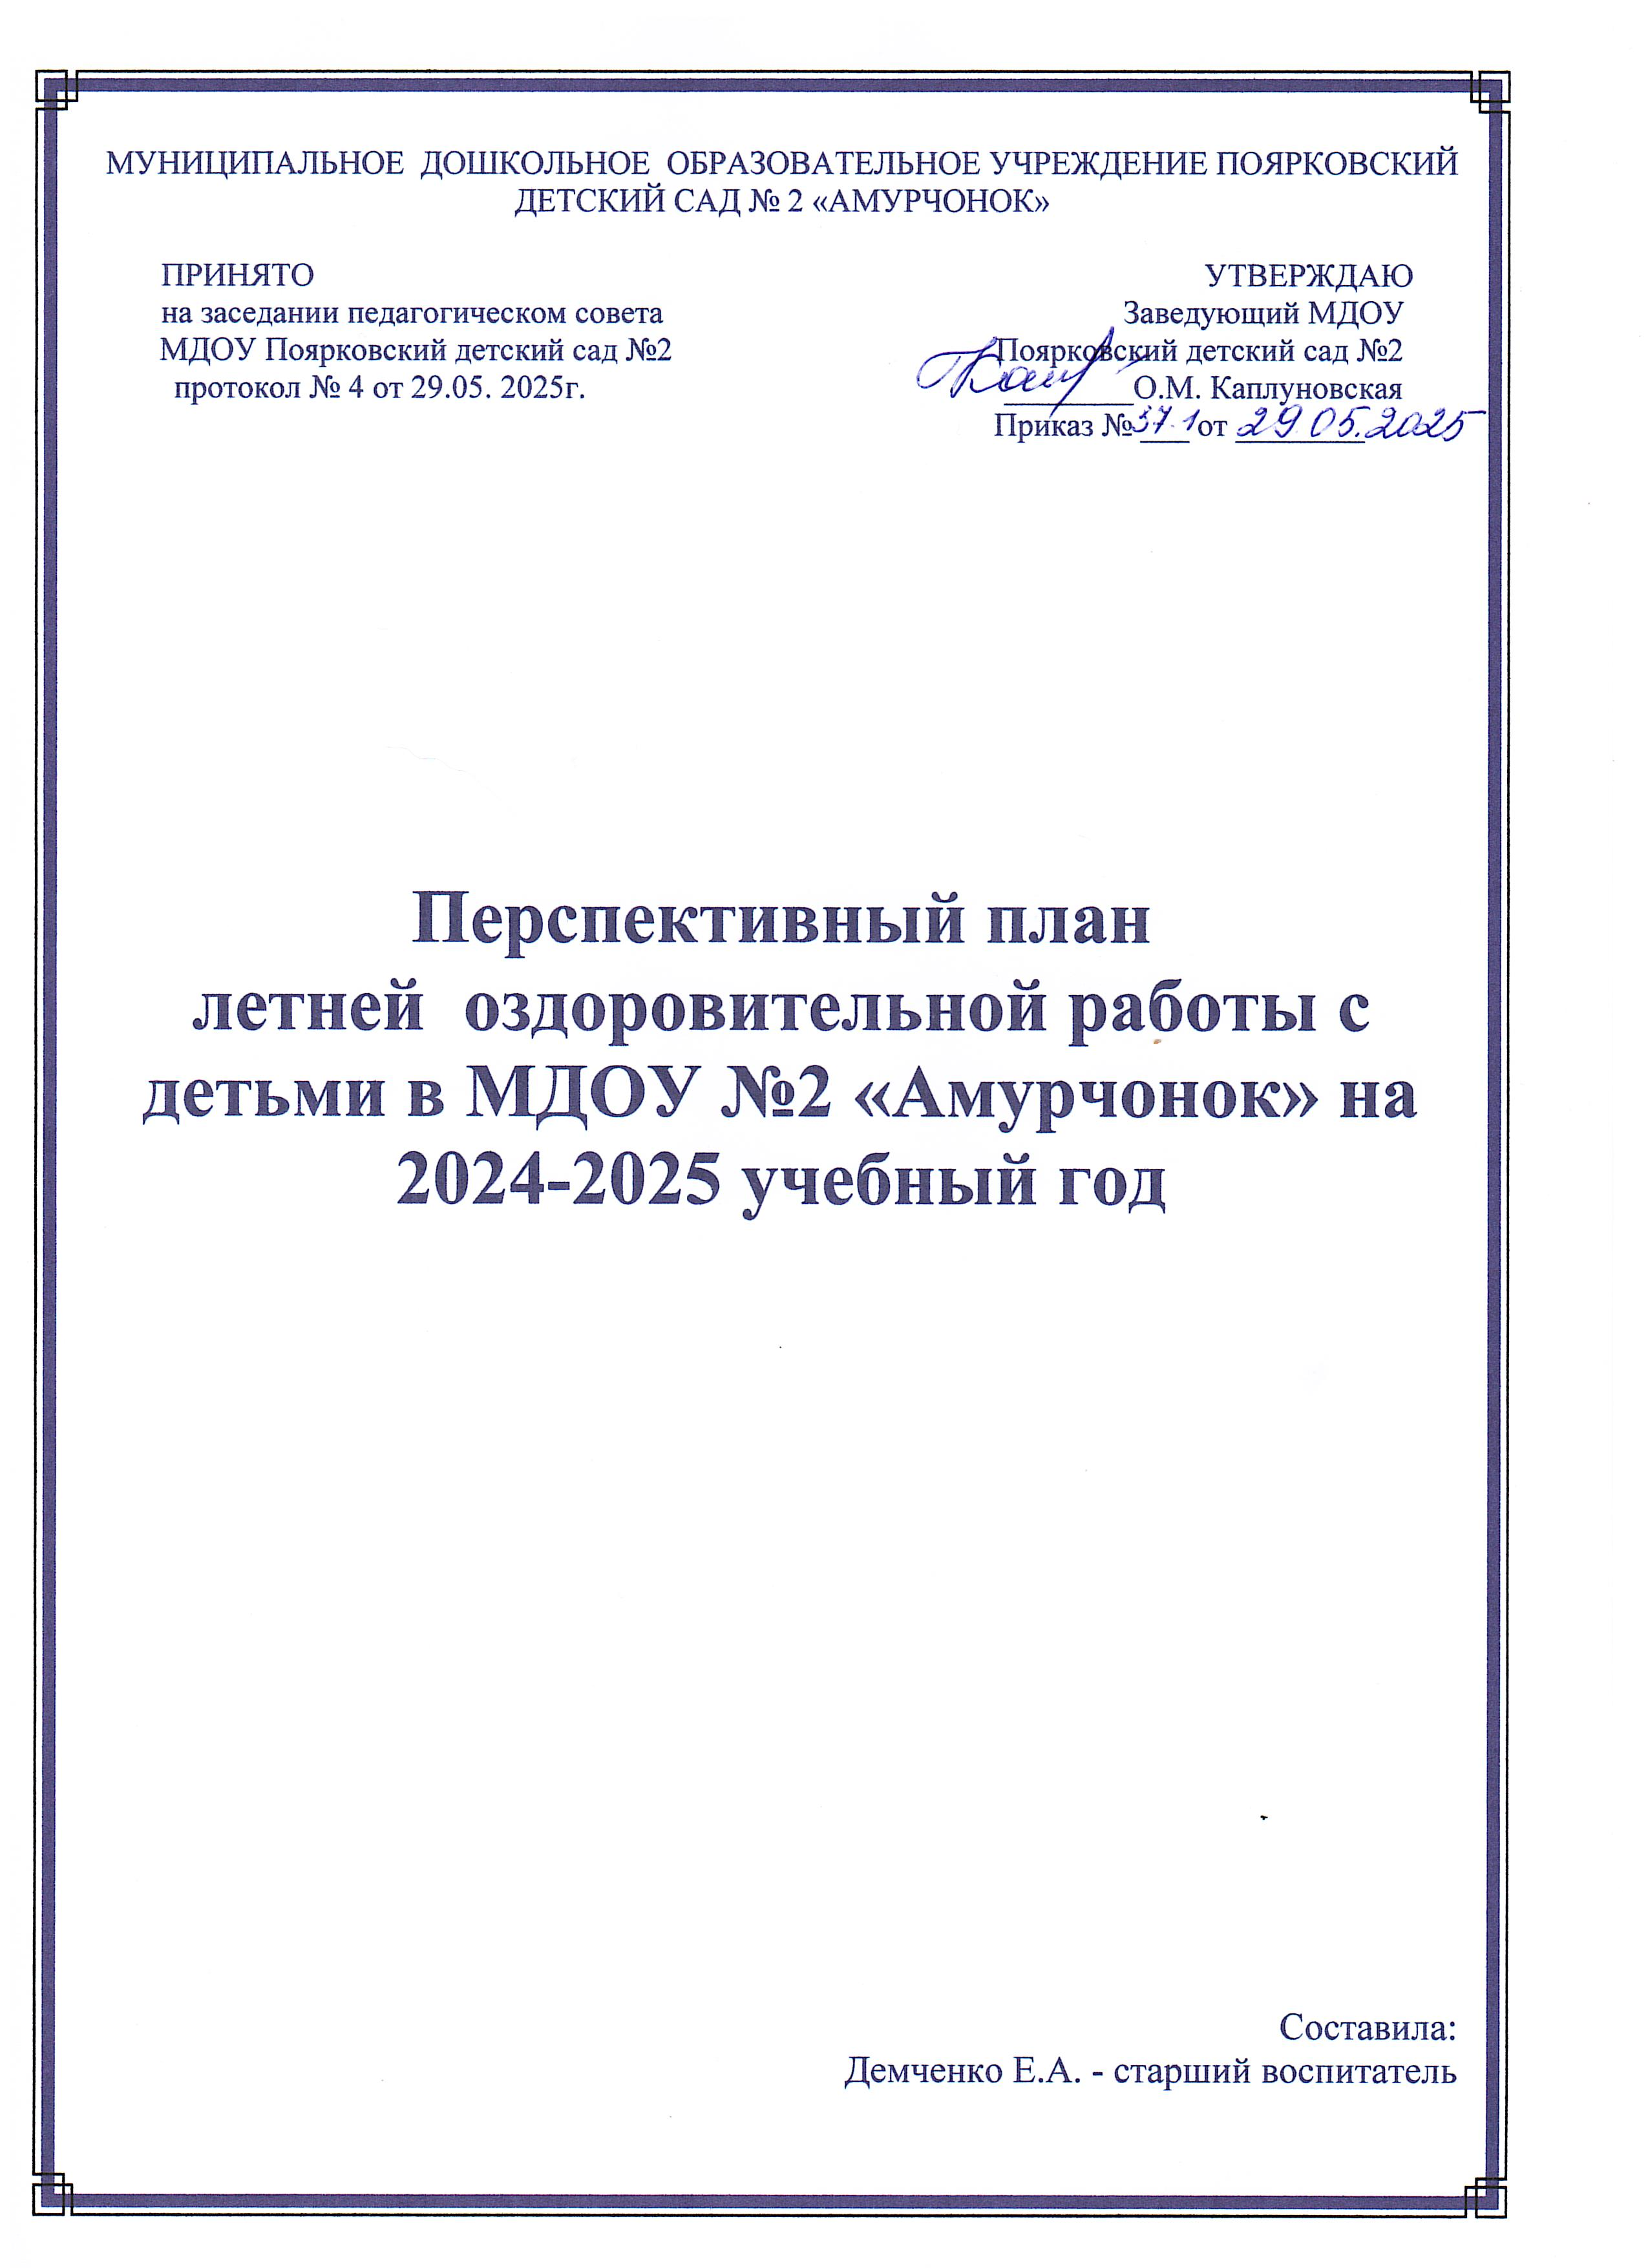 МУНИЦИПАЛЬНОЕ ДОШКОЛЬНОЕ ОБРАЗОВАТЕЛЬНОЕ УЧРЕЖДЕНИЕ ПОЯРКОВСКИЙ
ДЕТСКИЙ САД № 2 «АМУРЧОНОК»
ПРИНЯТО
на заседании педагогическом совета
МДОУ Поярковский детский сад №2
протокол № 4 от 29.05. 2025г.
УТВЕРЖДАЮ
Заведующий МДОУ
Поярковский детский сад №2
О.М. Каплуновская
Приказ № 37.1 от 29.05.2025
Перспективный план
летней оздоровительной работы с
детьми в МДОУ №2 «Амурчонок» на
2024-2025 учебный год
Составила:
Демченко Е.А. - старший воспитатель